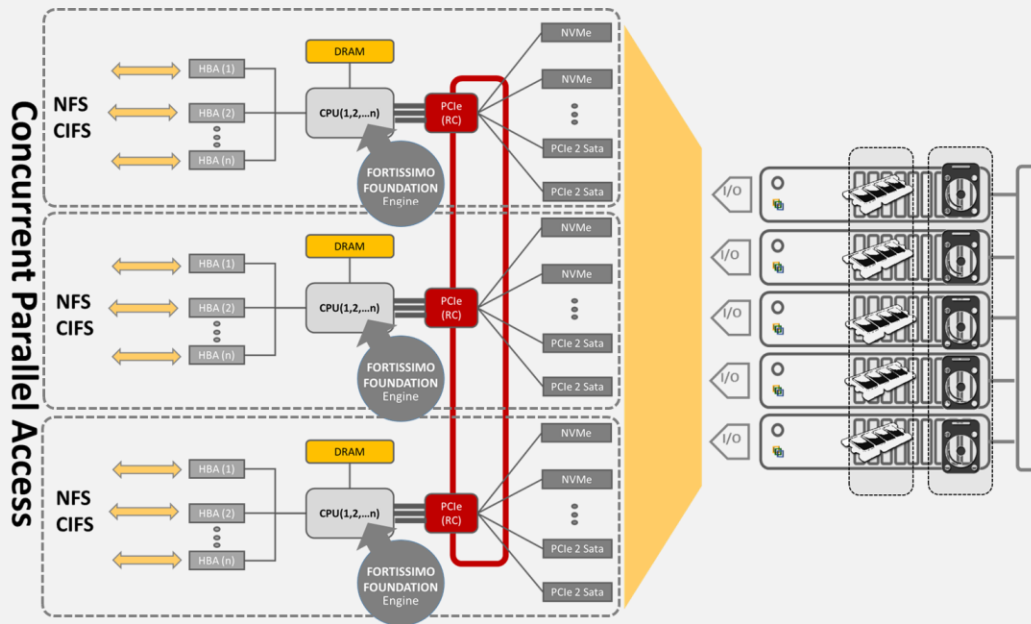 Concurrent Parallel Access
NFS
CIFS
HBA (1)
HBA (2)
HBA (n)
DRAM
CPU(1,2,...n)
FORTISSIMO
FOUNDATION
Engine
PCIe
(RC)
NVMe
NVMe
PCIe 2 Sata
PCIe 2 Sata
NFS
CIFS
HBA (1)
HBA (2)
HBA (n)
DRAM
CPU(1,2,...n)
FORTISSIMO
FOUNDATION
Engine
PCIe
(RC)
NVMe
NVMe
PCIe 2 Sata
PCIe 2 Sata
NFS
CIFS
HBA (1)
HBA (2)
HBA (n)
DRAM
CPU(1,2,...n)
FORTISSIMO
FOUNDATION
Engine
PCIe
(RC)
NVMe
NVMe
PCIe 2 Sata
PCIe 2 Sata
I/O
I/O
I/O
I/O
I/O